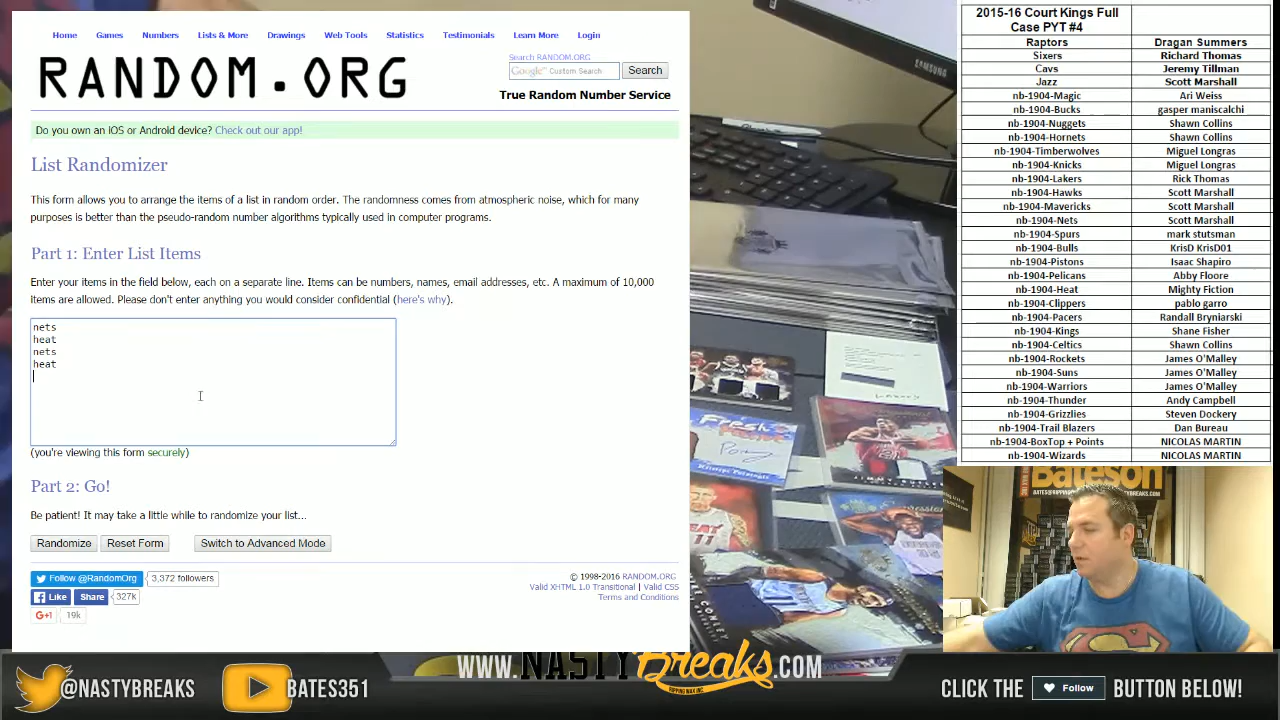 Home Games Numbers Lists & More Drawings Web Tools Statistics Testimonials Learn More Login
RANDOM.ORG
Search RANDOM.ORG
Google™ Custom Search Search
True Random Number Service
Do you own an iOS or Android device? Check out our app!
List Randomizer
This form allows you to arrange the items of a list in random order. The randomness comes from atmospheric noise, which for many
purposes is better than the pseudo-random number algorithms typically used in computer programs.
Part 1: Enter List Items
Enter your items in the field below, each on a separate line. Items can be numbers, names, email addresses, etc. A maximum of 10,000
items are allowed. Please don't enter anything you would consider confidential (here's why).
nets
heat
nets
heat
(you're viewing this form securely)
Part 2: Go!
Be patient! It may take a little while to randomize your list...
Randomize Reset Form Switch to Advanced Mode
Follow @RandomOrg 3,372 followers
Like Share 327k
G+1 19k
© 1998-2016 RANDOM.ORG
Valid XHTML 1.0 Transitional | Valid CSS
Terms and Conditions
SAMSUNG
2015-16 Court Kings Full
Case PYT #4
Raptors Dragan Summers
Sixers Richard Thomas
Cavs Jeremy Tillman
Jazz Scott Marshall
nb-1904-Magic Ari Weiss
nb-1904-Bucks gasper maniscalchi
nb-1904-Nuggets Shawn Collins
nb-1904-Hornets Shawn Collins
nb-1904-Timberwolves Miguel Longras
nb-1904-Knicks Miguel Longras
nb-1904-Lakers Rick Thomas
nb-1904-Hawks Scott Marshall
nb-1904-Mavericks Scott Marshall
nb-1904-Nets Scott Marshall
nb-1904-Spurs mark stutsman
nb-1904-Bulls KrisD KrisD01
nb-1904-Pistons Isaac Shapiro
nb-1904-Pelicans Abby Floore
nb-1904-Heat Mighty Fiction
nb-1904-Clippers pablo garro
nb-1904-Pacers Randall Bryniarski
nb-1904-Kings Shane Fisher
nb-1904-Celtics Shawn Collins
nb-1904-Rockets James O'Malley
nb-1904-Suns James O'Malley
nb-1904-Warriors James O'Malley
nb-1904-Thunder Andy Campbell
nb-1904-Grizzlies Steven Dockery
nb-1904-Trail Blazers Dan Bureau
nb-1904-BoxTop + Points NICOLAS MARTIN
nb-1904-Wizards NICOLAS MARTIN
Bateson
@NASTYBREAKS
BATES351
WWW.NASTYBreaks.COM
RIPPING WAX INC.
CLICK THE Follow BUTTON BELOW!